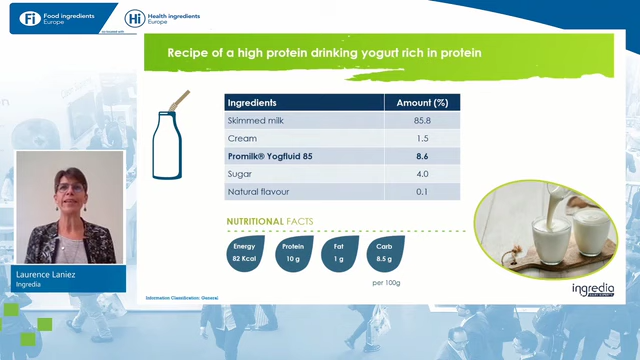 Fi Food ingredients Europe
co-located with
Hi Health ingredients Europe
Recipe of a high protein drinking yogurt rich in protein
Ingredients Amount (%)
Skimmed milk 85.8
Cream 1.5
Promilk® Yogfluid 85 8.6
Sugar 4.0
Natural flavour 0.1
NUTRITIONAL FACTS
Energy 82 Kcal
Protein 10 g
Fat 1 g
Carb 8.5 g
per 100g
Laurence Laniez
Ingredia
Information Classification: General
ingredia